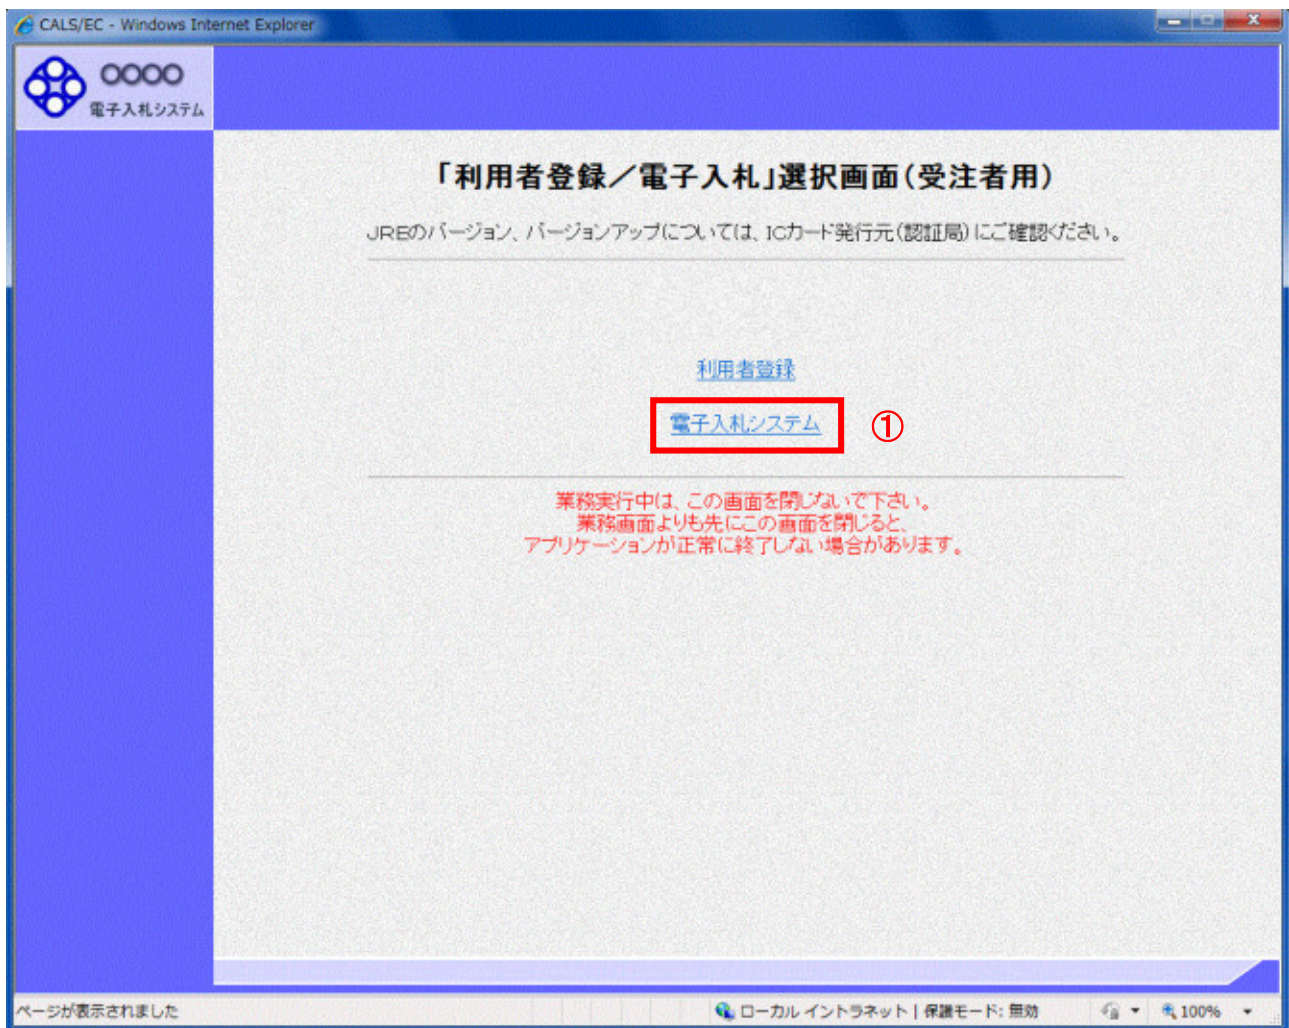 CALS/EC - Windows Internet Explorer
〇〇〇〇
電子入札システム
「利用者登録／電子入札」選択画面(受注者用)
JREのバージョン、バージョンアップについては、ICカード発行元(認証局)にご確認ください。
利用者登録
電子入札システム ①
業務実行中は、この画面を閉じないで下さい。
業務画面よりも先にこの画面を閉じると、
アプリケーションが正常に終了しない場合があります。
ページが表示されました ローカル イントラネット | 保護モード: 無効 100%